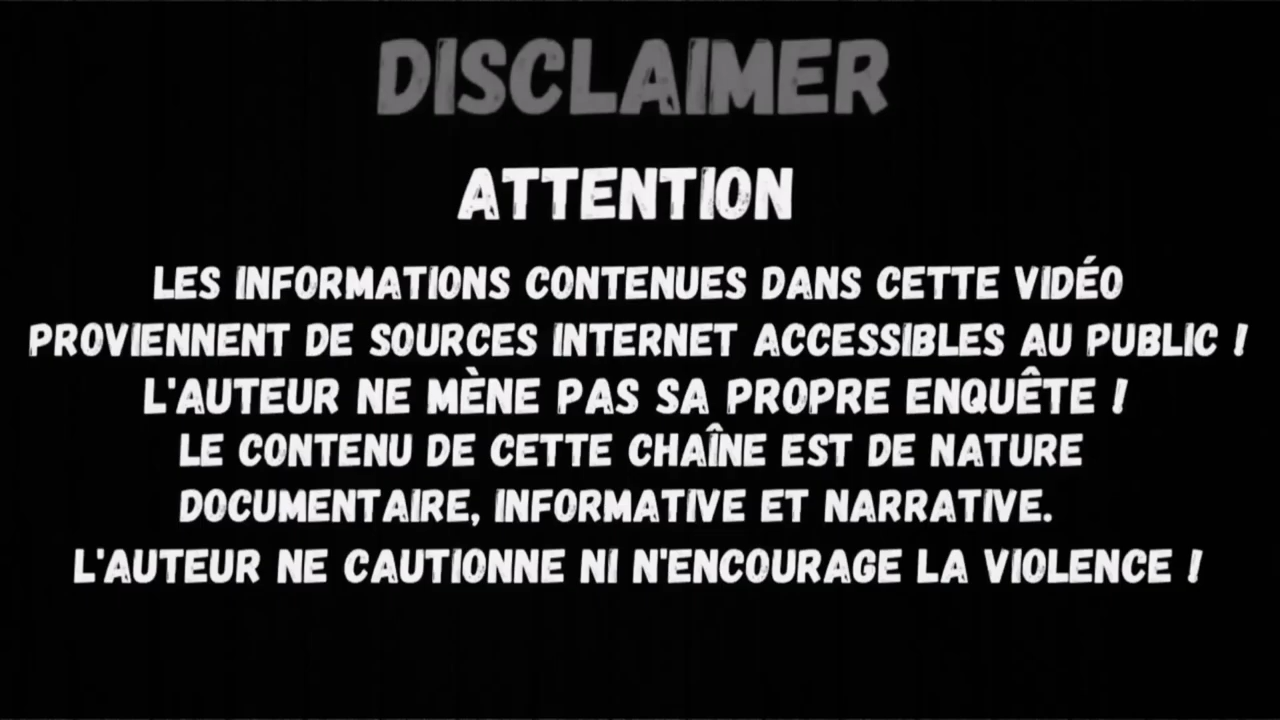 DISCLAIMER
ATTENTION
LES INFORMATIONS CONTENUES DANS CETTE VIDÉO
PROVIENNENT DE SOURCES INTERNET ACCESSIBLES AU PUBLIC !
L'AUTEUR NE MÈNE PAS SA PROPRE ENQUÊTE !
LE CONTENU DE CETTE CHAÎNE EST DE NATURE
DOCUMENTAIRE, INFORMATIVE ET NARRATIVE.
L'AUTEUR NE CAUTIONNE NI N'ENCOURAGE LA VIOLENCE !